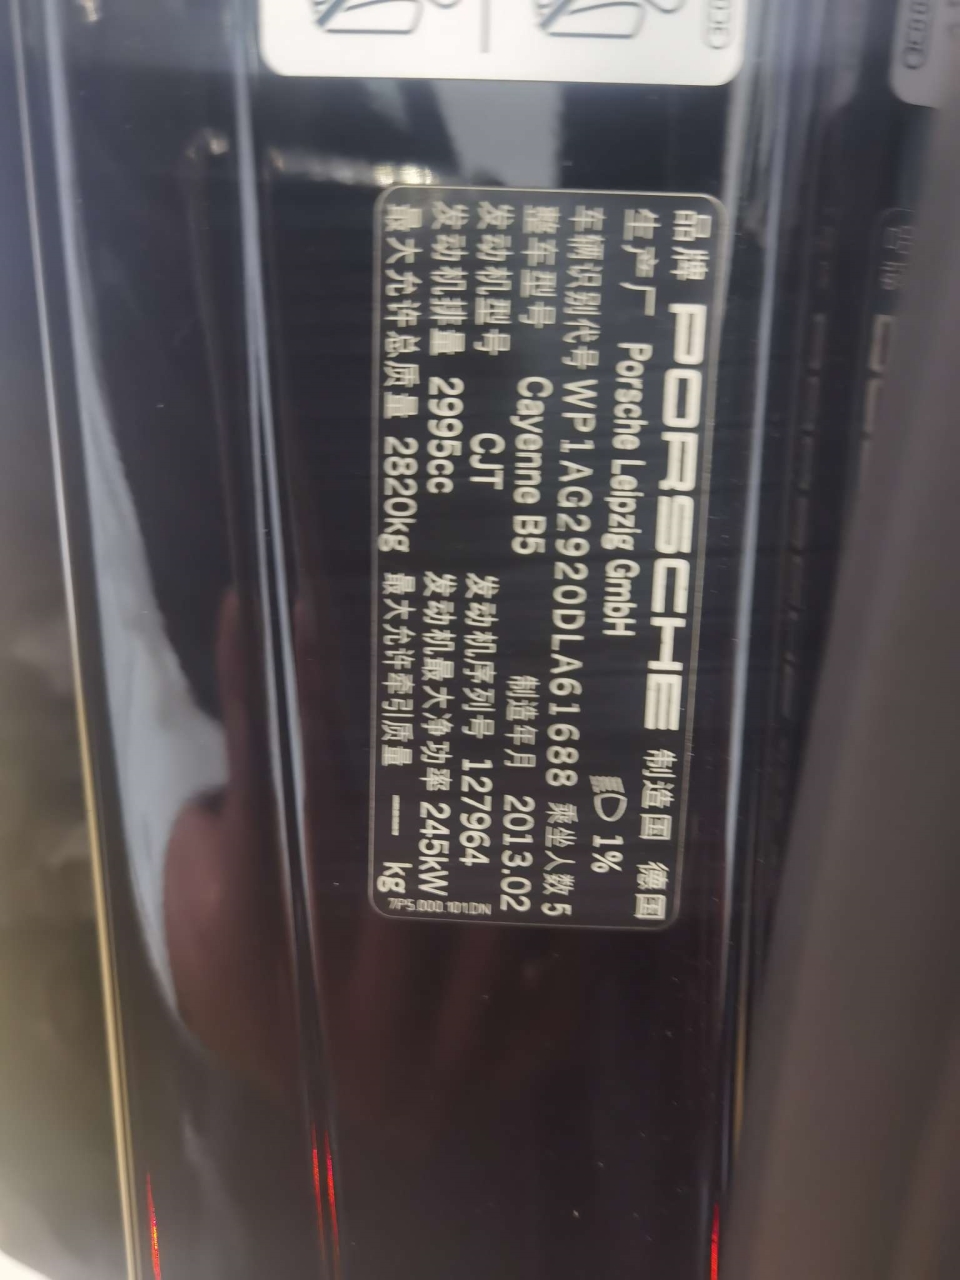 品牌 PORSCHE 制造国 德国
生产厂 Porsche Leipzig GmbH 1%
车辆识别代号 WP1AG2920DLA61688 乘坐人数 5
整车型号 Cayenne B5 制造年月 2013.02
发动机型号 CJT 发动机序列号 127964
发动机排量 2995cc 发动机最大净功率 245kW
最大允许总质量 2820kg 最大允许牵引质量 — kg
7P5.000.101.DN